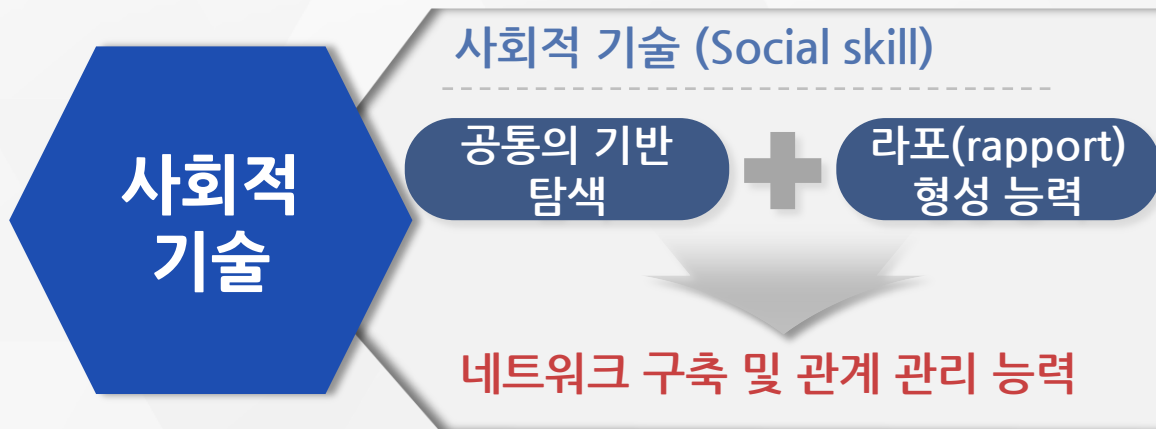 사회적
기술
사회적 기술 (Social skill)
공통의 기반
탐색
라포(rapport)
형성 능력
네트워크 구축 및 관계 관리 능력